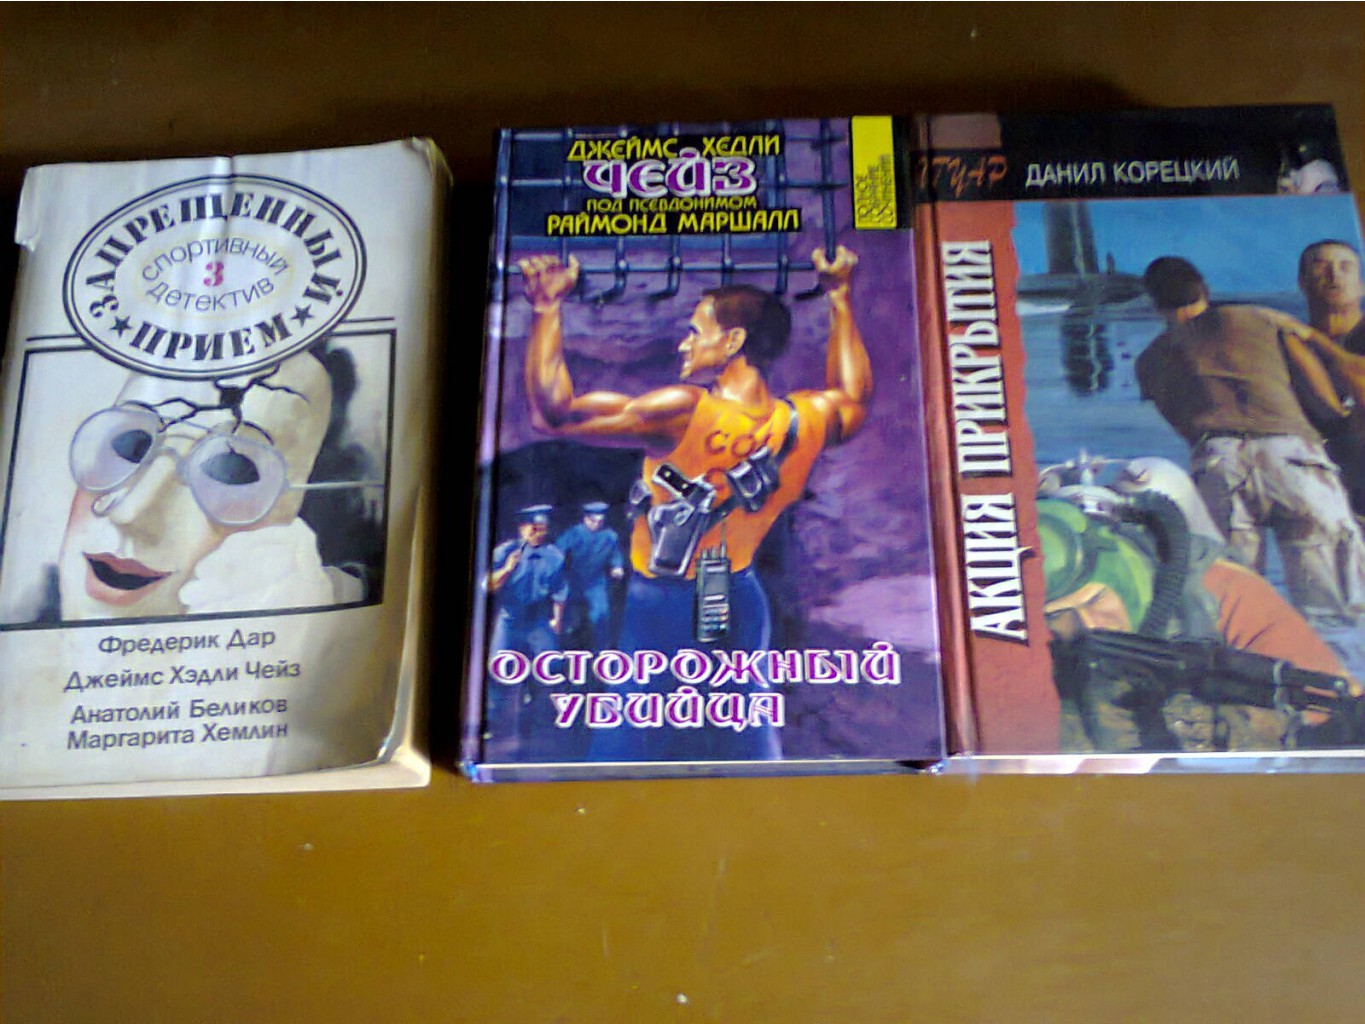 ЗАПРЕЩЕННЫЙ
СПОРТИВНЫЙ
3
ДЕТЕКТИВ
ПРИЕМ
Фредерик Дар
Джеймс Хэдли Чейз
Анатолий Беликов
Маргарита Хемлин
ДЖЕЙМС ХЕДЛИ
ЧЕЙЗ
ПОД ПСЕВДОНИМОМ
РАЙМОНД МАРШАЛЛ
ОСТОРОЖНЫЙ
УБИЙЦА
ДАНИЛ КОРЕЦКИЙ
АКЦИЯ ПРИКРЫТИЯ